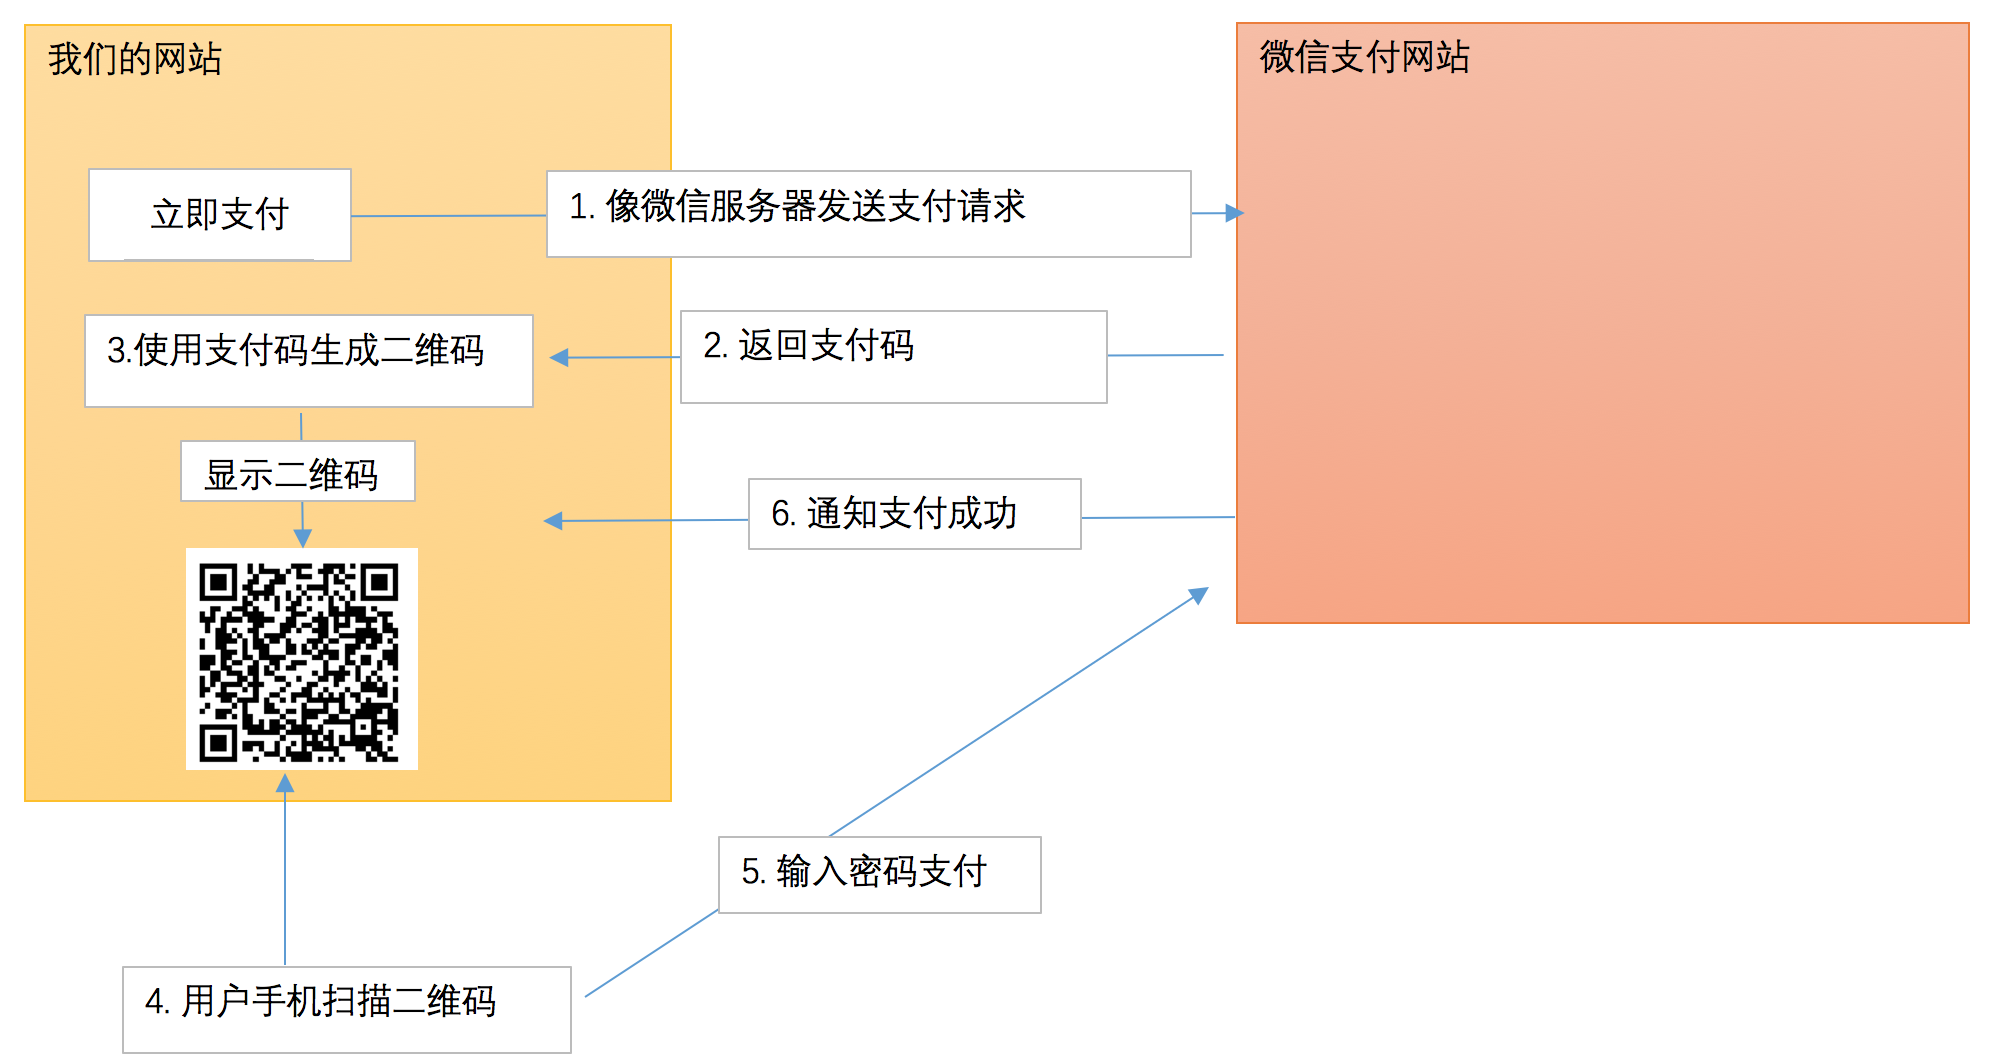 我们的网站
微信支付网站
立即支付
1. 像微信服务器发送支付请求
3.使用支付码生成二维码
2. 返回支付码
显示二维码
6. 通知支付成功
5. 输入密码支付
4. 用户手机扫描二维码